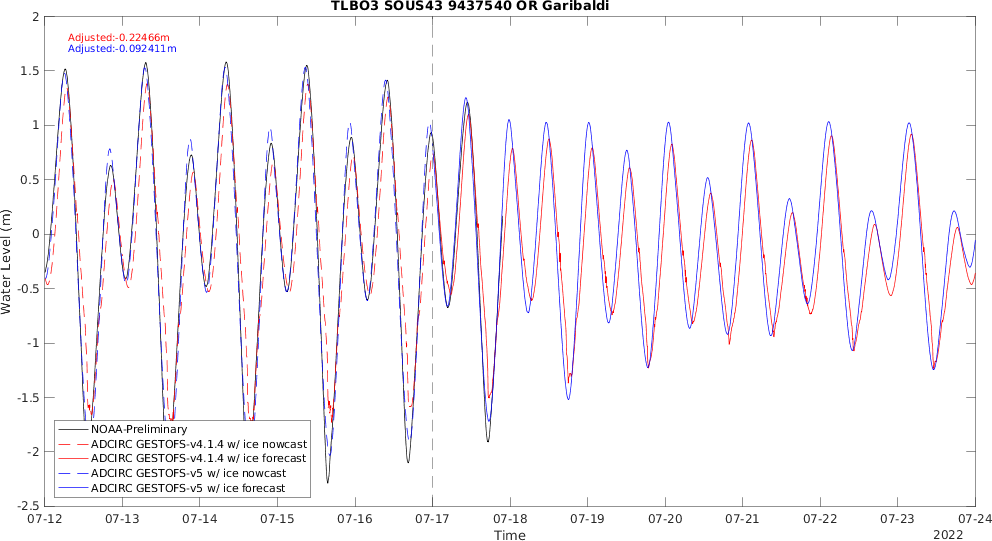 TLBO3 SOUS43 9437540 OR Garibaldi
Adjusted:-0.22466m
Adjusted:-0.092411m
2
1.5
1
0.5
0
-0.5
-1
-1.5
-2
-2.5
Water Level (m)
NOAA-Preliminary
ADCIRC GESTOFS-v4.1.4 w/ ice nowcast
ADCIRC GESTOFS-v4.1.4 w/ ice forecast
ADCIRC GESTOFS-v5 w/ ice nowcast
ADCIRC GESTOFS-v5 w/ ice forecast
07-12 07-13 07-14 07-15 07-16 07-17 07-18 07-19 07-20 07-21 07-22 07-23 07-24
Time
2022